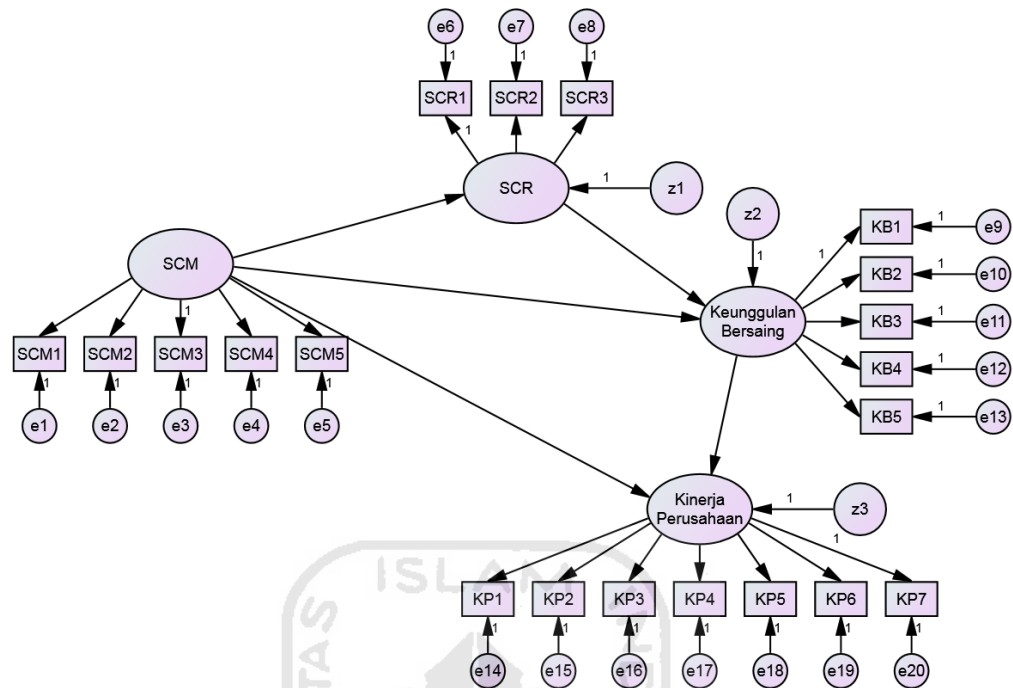 e6 e7 e8
1 1 1
SCR1 SCR2 SCR3
1
SCR 1 z1
z2
1
SCM
KB1 1 e9
1
KB2 1 e10
Keunggulan
Bersaing
KB3 1 e11
KB4 1 e12
KB5 1 e13
1
SCM1 SCM2 SCM3 SCM4 SCM5
1 1 1 1 1
e1 e2 e3 e4 e5
Kinerja
Perusahaan
1 z3
1
ISLAM
KP1 KP2 KP3 KP4 KP5 KP6 KP7
1 1 1 1 1 1 1
e14 e15 e16 e17 e18 e19 e20